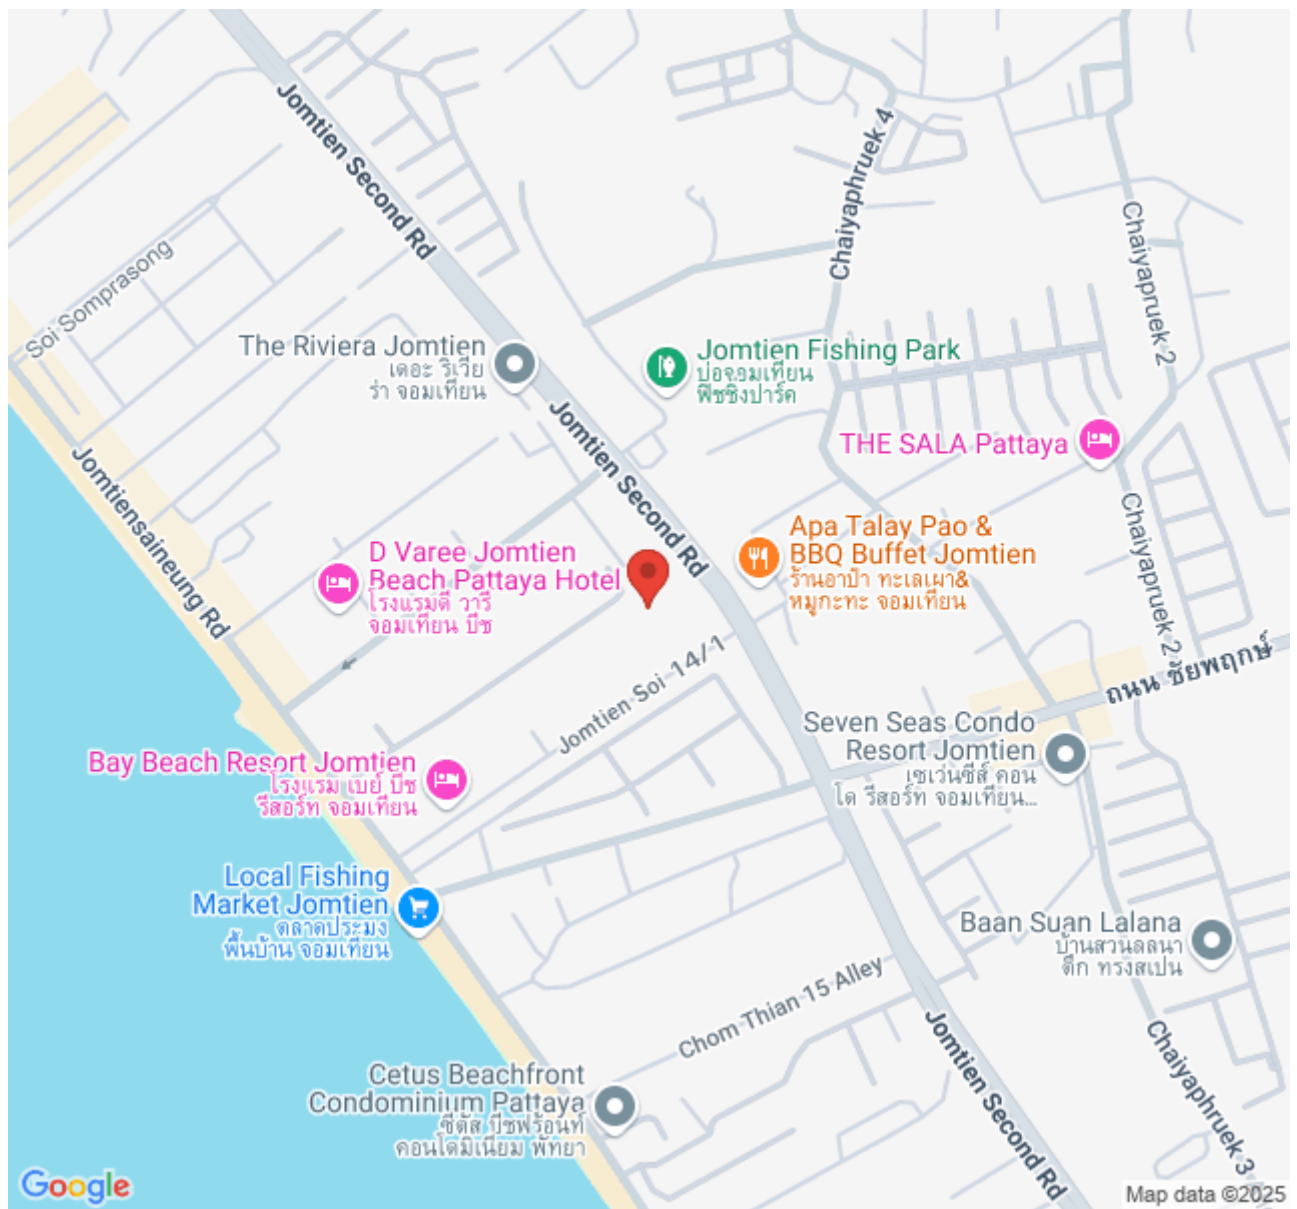 Jomtien Second Rd
Chaiyaphruek 4
Chaiyapruek 2
Soi Somprasong
The Riviera Jomtien
เดอะ ริเวีย
ร่า จอมเทียน
Jomtien Fishing Park
บ่อจอมเทียน
ฟิชชิ่งปาร์ค
THE SALA Pattaya
Jomtien Second Rd
Jomtiensaineung Rd
Chaiyapruek 2
Apa Talay Pao &
BBQ Buffet Jomtien
ร้านอาป๋า ทะเลเผา&
หมูกะทะ จอมเทียน
D Varee Jomtien
Beach Pattaya Hotel
โรงแรมดี วารี
จอมเทียน บีช
Jomtien Soi 14/1
ถนน ชัยพฤกษ์
Seven Seas Condo
Resort Jomtien
เซเว่นซีส์ คอน
โด รีสอร์ท จอมเทียน...
Bay Beach Resort Jomtien
โรงแรม เบย์ บีช
รีสอร์ท จอมเทียน
Local Fishing
Market Jomtien
ตลาดประมง
พื้นบ้าน จอมเทียน
Baan Suan Lalana
บ้านสวนลลนา
ตึก ทรงสเปน
Chom Thian 15 Alley
Jomtien Second Rd
Chaiyaphruek 3
Cetus Beachfront
Condominium Pattaya
ซีตัส บีชฟร้อนท์
คอนโดมิเนียม พัทยา
Google
Map data ©2025